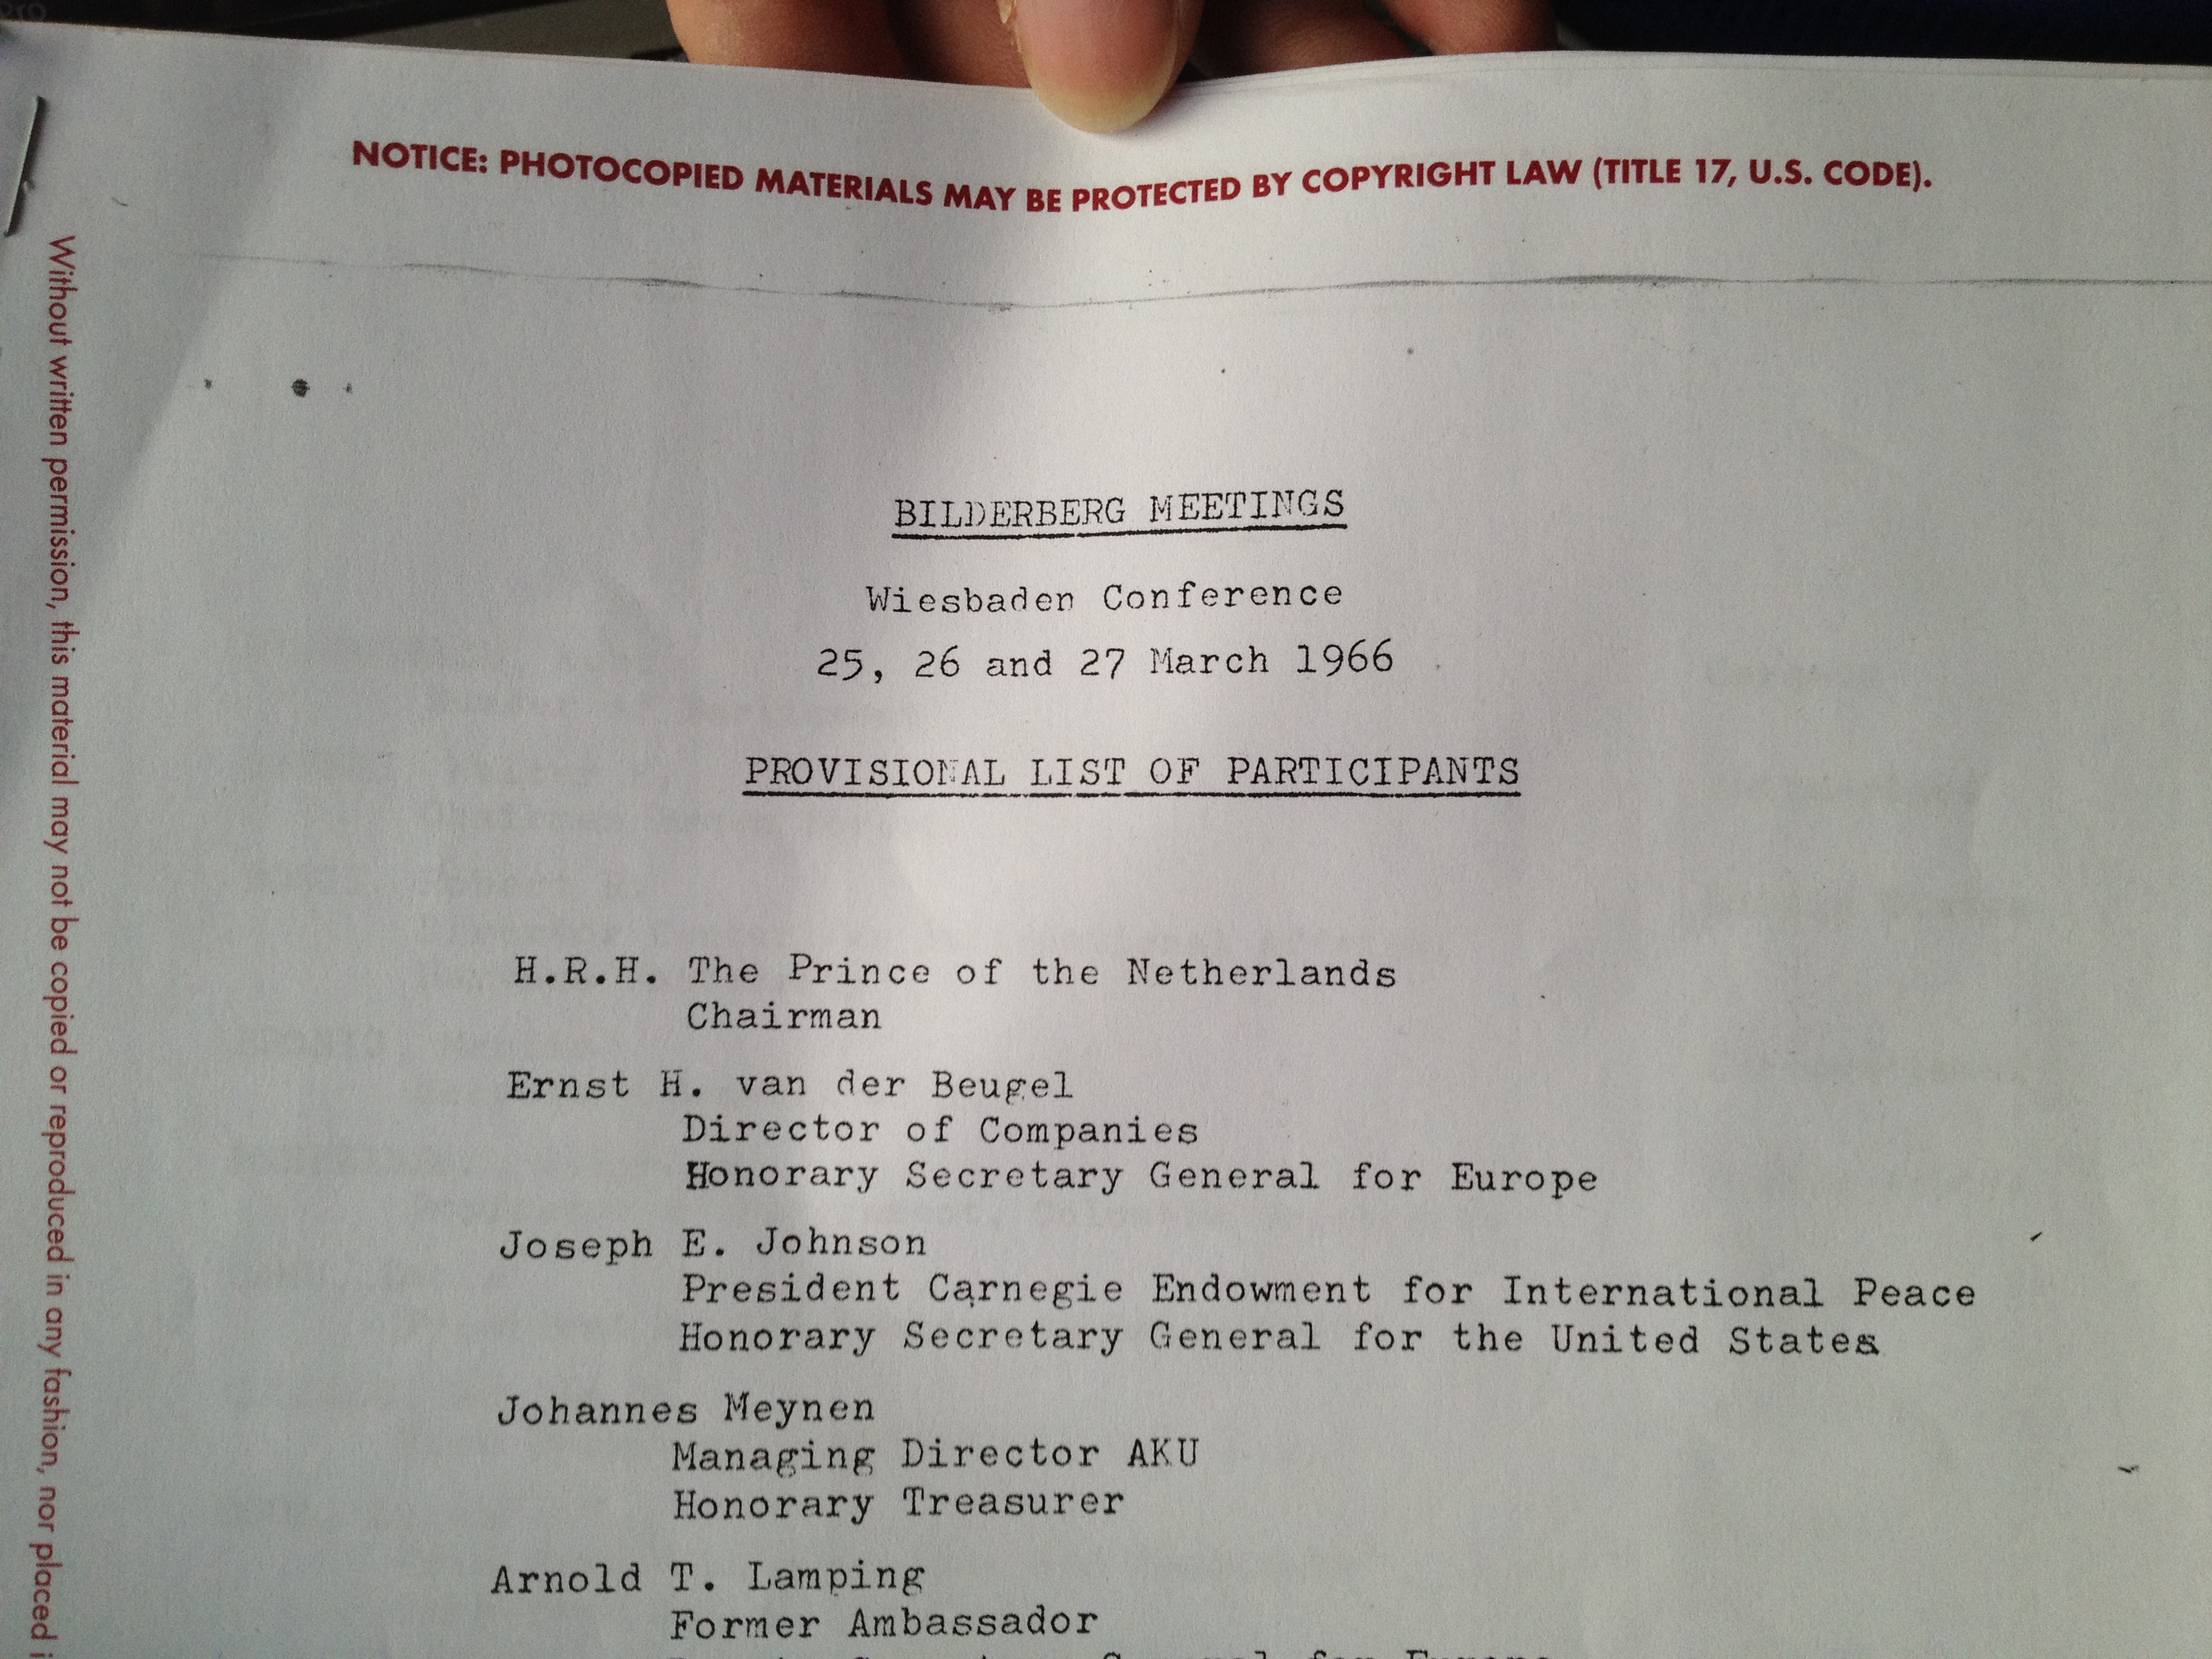 NOTICE: PHOTOCOPIED MATERIALS MAY BE PROTECTED BY COPYRIGHT LAW (TITLE 17, U.S. CODE).
Without written permission, this material may not be copied or reproduced in any fashion, nor placed
BILDERBERG MEETINGS
Wiesbaden Conference
25, 26 and 27 March 1966
PROVISIONAL LIST OF PARTICIPANTS
H.R.H. The Prince of the Netherlands
Chairman
Ernst H. van der Beugel
Director of Companies
Honorary Secretary General for Europe
Joseph E. Johnson
President Carnegie Endowment for International Peace
Honorary Secretary General for the United States
Johannes Meynen
Managing Director AKU
Honorary Treasurer
Arnold T. Lamping
Former Ambassador